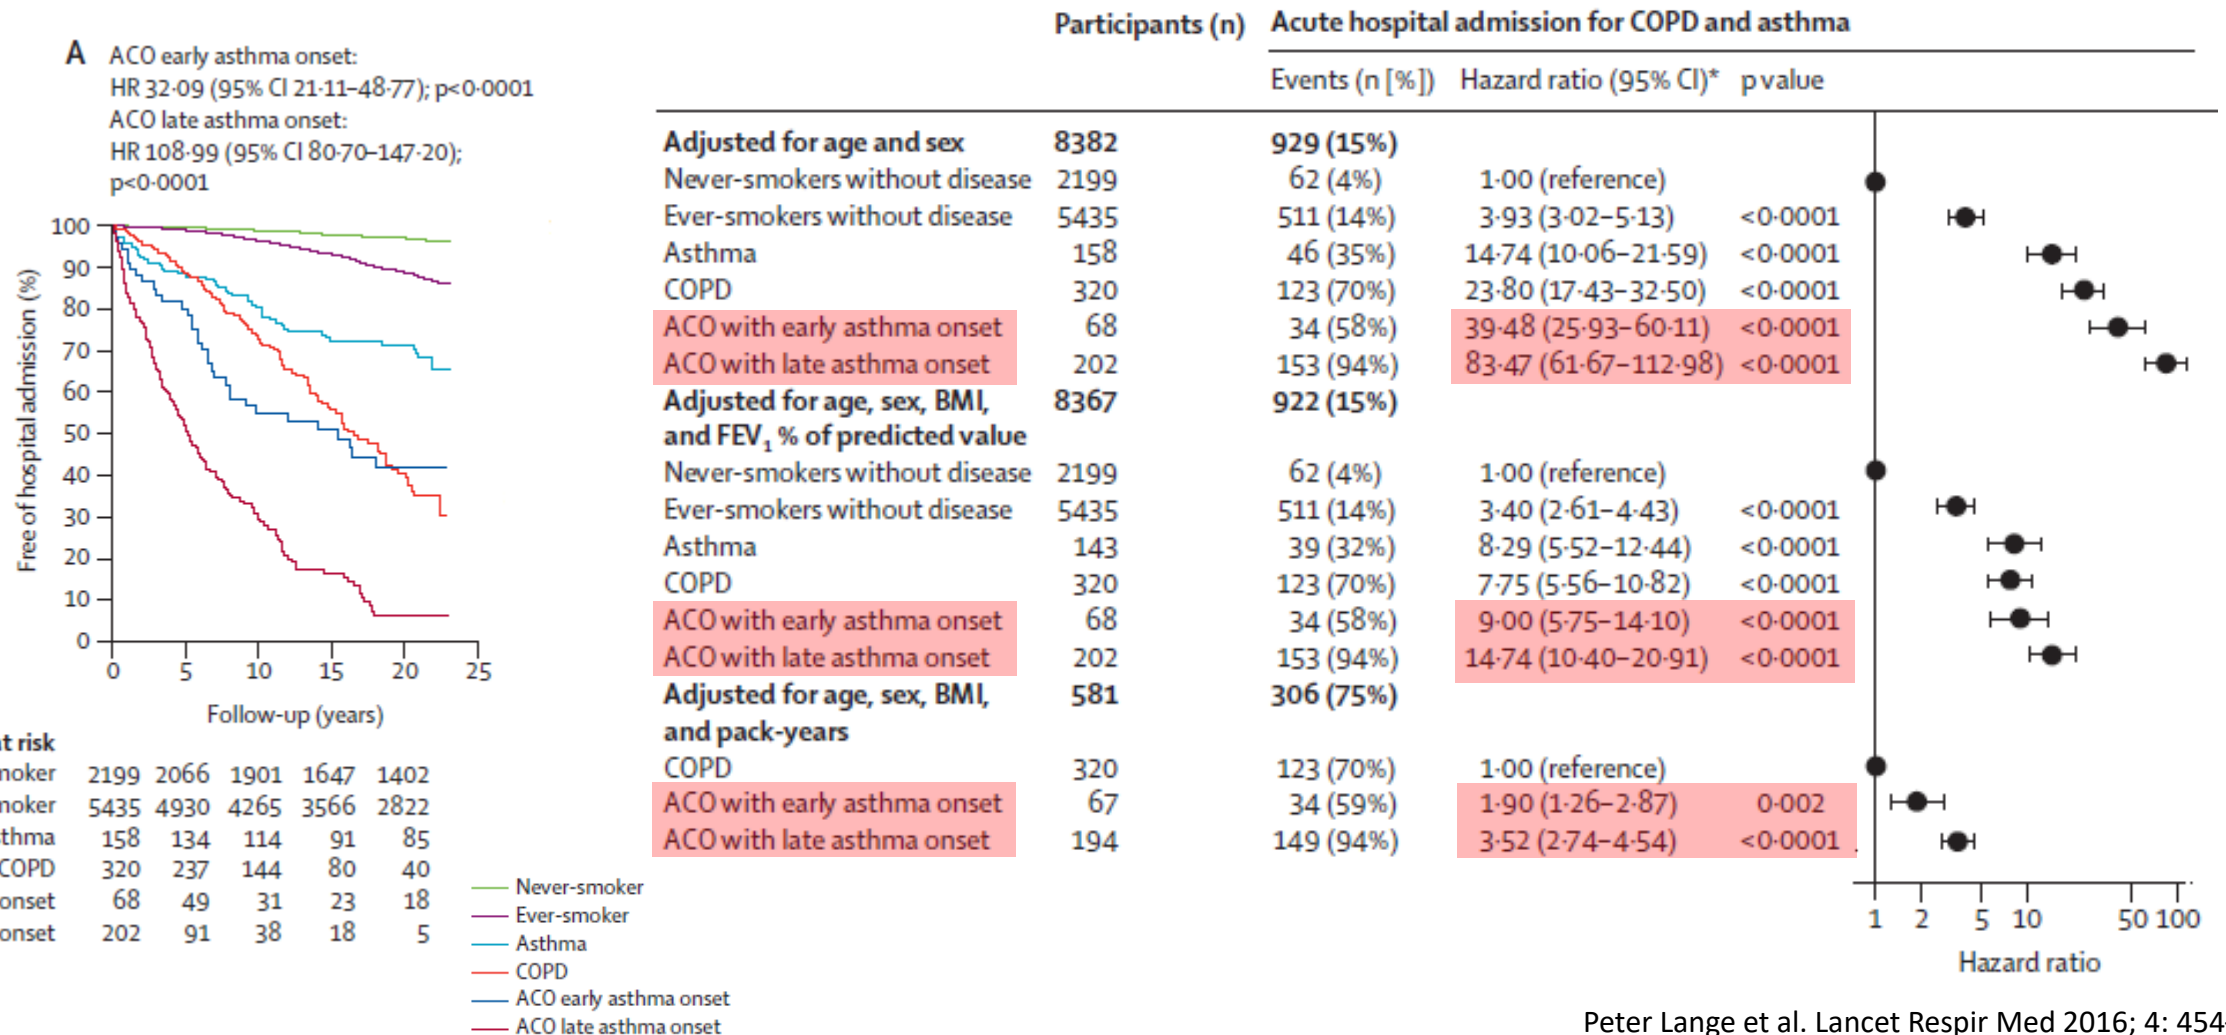 A ACO early asthma onset:
HR 32·09 (95% CI 21·11–48·77); p<0·0001
ACO late asthma onset:
HR 108·99 (95% CI 80·70–147·20);
p<0·0001
100
90
80
70
60
50
40
30
20
10
0
Free of hospital admission (%)
0 5 10 15 20 25
Follow-up (years)
at risk
moker 2199 2066 1901 1647 1402
moker 5435 4930 4265 3566 2822
sthma 158 134 114 91 85
COPD 320 237 144 80 40
onset 68 49 31 23 18
onset 202 91 38 18 5
Never-smoker
Ever-smoker
Asthma
COPD
ACO early asthma onset
ACO late asthma onset
Participants (n) Acute hospital admission for COPD and asthma
Events (n [%]) Hazard ratio (95% CI)* p value
Adjusted for age and sex 8382 929 (15%)
Never-smokers without disease 2199 62 (4%) 1·00 (reference)
Ever-smokers without disease 5435 511 (14%) 3·93 (3·02–5·13) <0·0001
Asthma 158 46 (35%) 14·74 (10·06–21·59) <0·0001
COPD 320 123 (70%) 23·80 (17·43–32·50) <0·0001
ACO with early asthma onset 68 34 (58%) 39·48 (25·93–60·11) <0·0001
ACO with late asthma onset 202 153 (94%) 83·47 (61·67–112·98) <0·0001
Adjusted for age, sex, BMI, 8367 922 (15%)
and FEV₁ % of predicted value
Never-smokers without disease 2199 62 (4%) 1·00 (reference)
Ever-smokers without disease 5435 511 (14%) 3·40 (2·61–4·43) <0·0001
Asthma 143 39 (32%) 8·29 (5·52–12·44) <0·0001
COPD 320 123 (70%) 7·75 (5·56–10·82) <0·0001
ACO with early asthma onset 68 34 (58%) 9·00 (5·75–14·10) <0·0001
ACO with late asthma onset 202 153 (94%) 14·74 (10·40–20·91) <0·0001
Adjusted for age, sex, BMI, 581 306 (75%)
and pack-years
COPD 320 123 (70%) 1·00 (reference)
ACO with early asthma onset 67 34 (59%) 1·90 (1·26–2·87) 0·002
ACO with late asthma onset 194 149 (94%) 3·52 (2·74–4·54) <0·0001
1 2 5 10 50 100
Hazard ratio
Peter Lange et al. Lancet Respir Med 2016; 4: 454